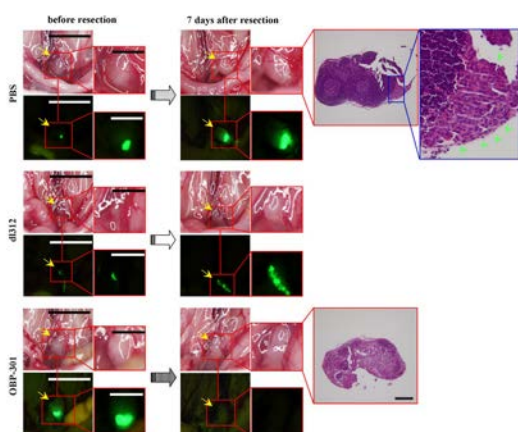 before resection
7 days after resection
PBS
dl312
OBP-301